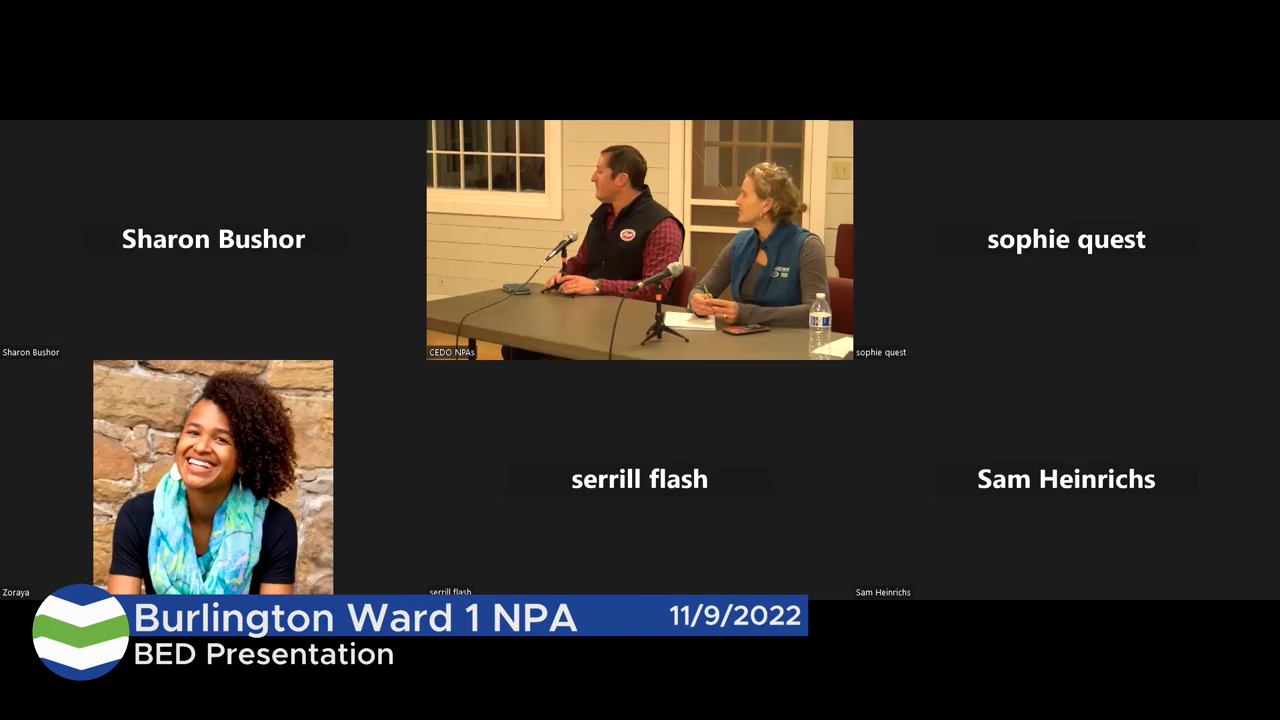 Sharon Bushor
sophie quest
Sharon Bushor
CEDO NPAs
sophie quest
serrill flash
Sam Heinrichs
Zoraya
serrill flash
Sam Heinrichs
Burlington Ward 1 NPA 11/9/2022
BED Presentation